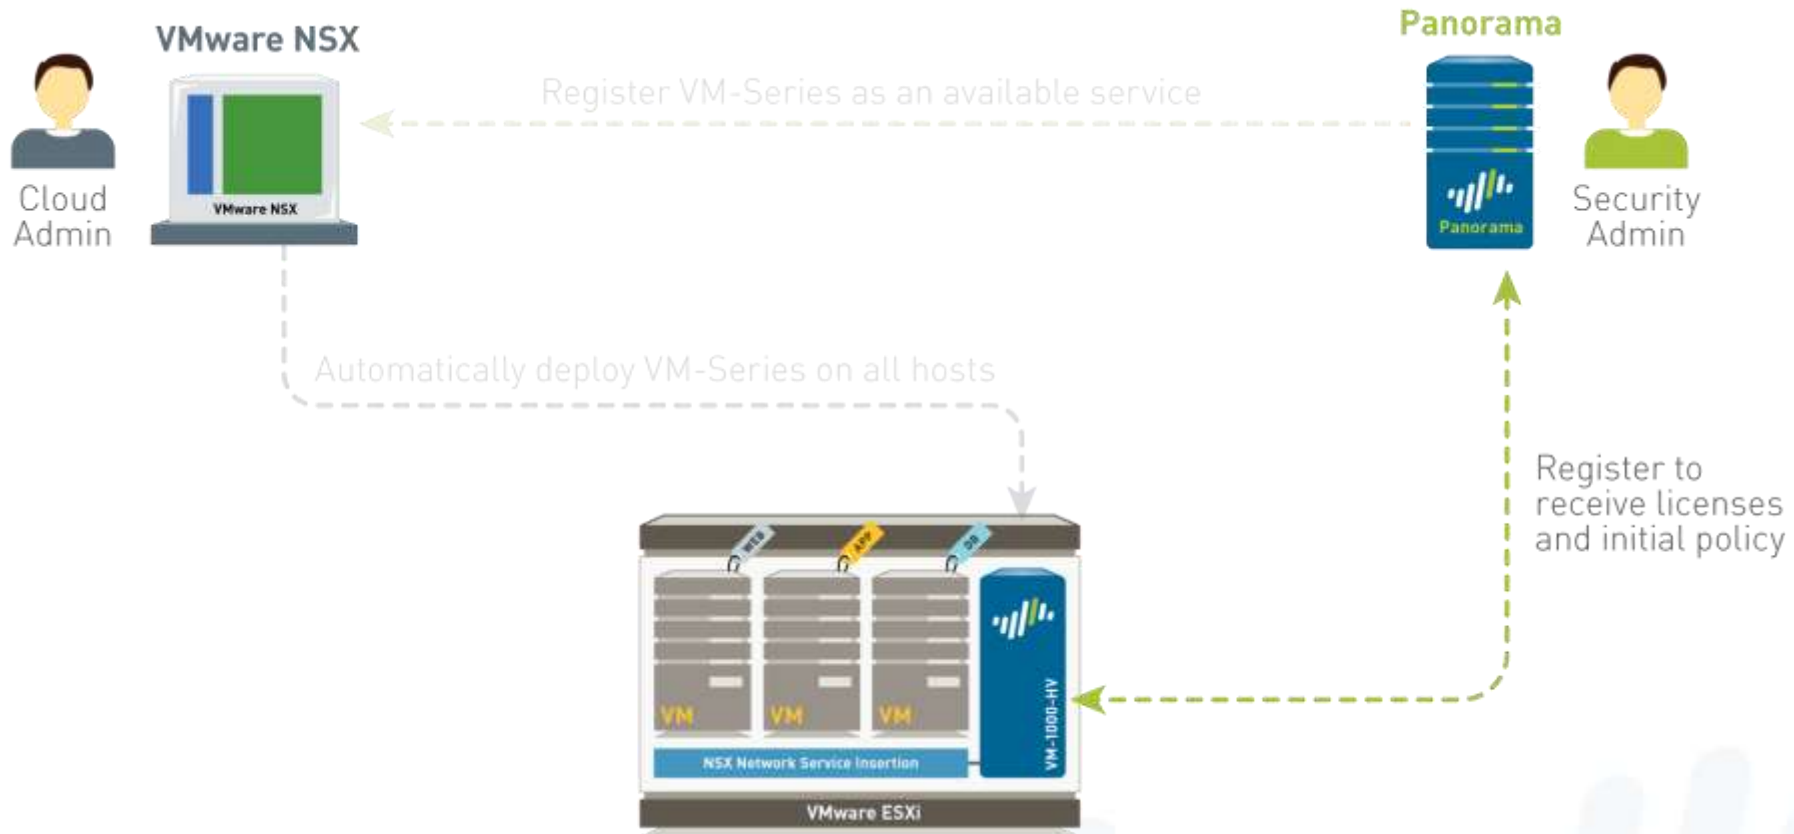 VMware NSX
Panorama
Register VM-Series as an available service
VMware NSX
Panorama
Cloud
Admin
Security
Admin
Automatically deploy VM-Series on all hosts
Register to
receive licenses
and initial policy
WEB
APP
DB
VM
VM
VM
VM-1000-HV
NSX Network Service Insertion
VMware ESXi